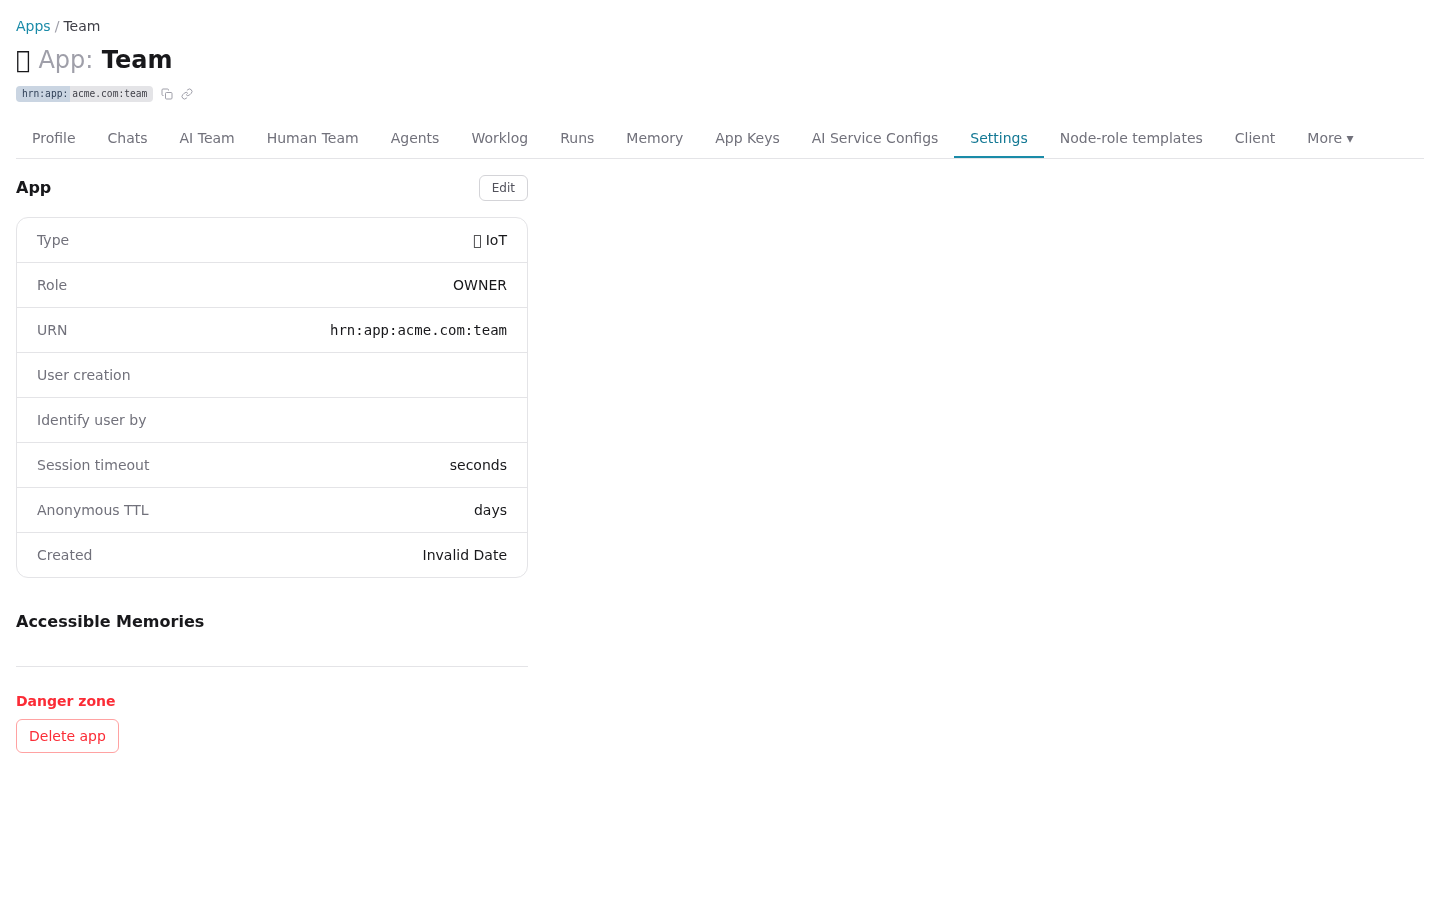 Apps / Team
App: Team
hrn:app: acme.com:team
Profile Chats AI Team Human Team Agents Worklog Runs Memory App Keys AI Service Configs Settings Node-role templates Client More ▾
App Edit
Type IoT
Role OWNER
URN hrn:app:acme.com:team
User creation
Identify user by
Session timeout seconds
Anonymous TTL days
Created Invalid Date
Accessible Memories
Danger zone
Delete app